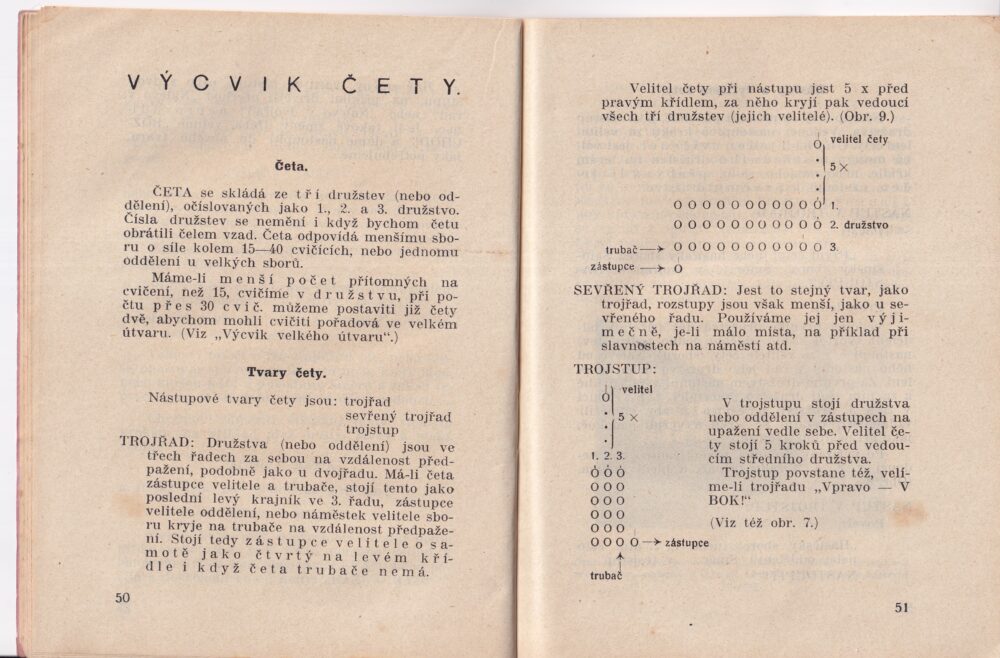 VÝCVIK ČETY.
Četa.
ČETA se skládá ze tří družstev (nebo od-
dělení), očíslovaných jako 1., 2. a 3. družstvo.
Čísla družstev se nemění i když bychom četu
obrátili čelem vzad. Četa odpovídá menšímu sbo-
ru o síle kolem 15—40 cvičících, nebo jednomu
oddělení u velkých sborů.
Máme-li menší počet přítomných na
cvičení, než 15, cvičíme v družstvu, při po-
čtu přes 30 cvič. můžeme postaviti již čety
dvě, abychom mohli cvičiti pořadová ve velkém
útvaru. (Viz „Výcvik velkého útvaru“.)
Tvary čety.
Nástupové tvary čety jsou: trojřad
sevřený trojřad
trojstup
TROJŘAD: Družstva (nebo oddělení) jsou ve
třech řadech za sebou na vzdálenost před-
pažení, podobně jako u dvojřadu. Má-li četa
zástupce velitele a trubače, stojí tento jako
poslední levý krajník ve 3. řadu, zástupce
velitele oddělení, nebo náměstek velitele sbo-
ru kryje na trubače na vzdálenost předpaže-
ní. Stojí tedy zástupce velitele o sa-
motě jako čtvrtý na levém kří-
dle i když četa trubače nemá.
50
Velitel čety při nástupu jest 5 x před
pravým křídlem, za něho kryjí pak vedoucí
všech tří družstev (jejich velitelé). (Obr. 9.)
velitel čety
5 ×
1.
2. družstvo
trubač → 3.
zástupce →
SEVŘENÝ TROJŘAD: Jest to stejný tvar, jako
trojřad, rozstupy jsou však menší, jako u se-
vřeného řadu. Používáme jej jen výji-
mečně, je-li málo místa, na příklad při
slavnostech na náměstí atd.
TROJSTUP:
velitel
5 ×
1. 2. 3.
→ zástupce
trubač
V trojstupu stojí družstva
nebo oddělení v zástupech na
upažení vedle sebe. Velitel če-
ty stojí 5 kroků před vedou-
cím středního družstva.
Trojstup povstane též, velí-
me-li trojřadu „Vpravo — V
BOK!“
(Viz též obr. 7.)
51